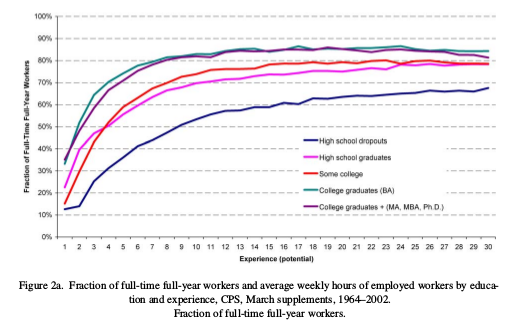 100%
90%
80%
70%
60%
50%
40%
30%
20%
10%
0%
Fraction of Full-Time Full-Year Workers
High school dropouts
High school graduates
Some college
College graduates (BA)
College graduates + (MA, MBA, Ph.D.)
1 2 3 4 5 6 7 8 9 10 11 12 13 14 15 16 17 18 19 20 21 22 23 24 25 26 27 28 29 30
Experience (potential)
Figure 2a. Fraction of full-time full-year workers and average weekly hours of employed workers by educa-
tion and experience, CPS, March supplements, 1964–2002.
Fraction of full-time full-year workers.